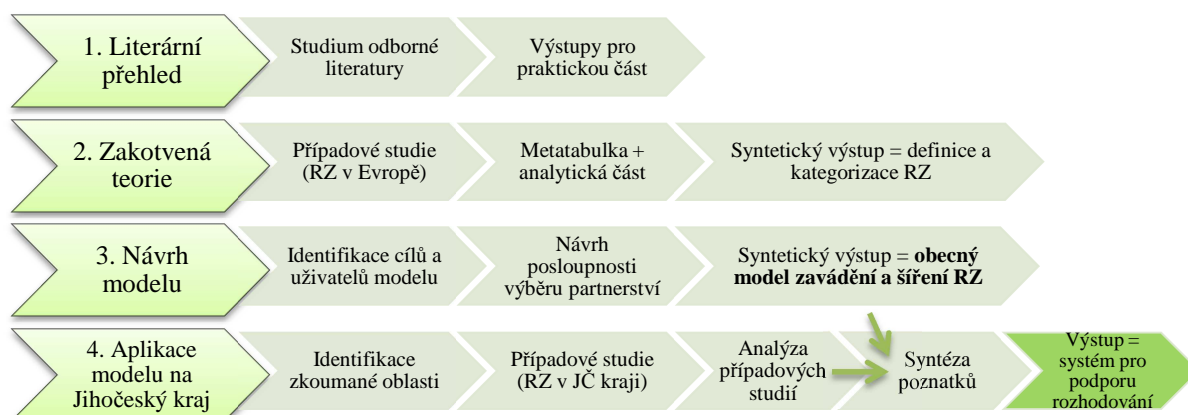 1. Literární
přehled
Studium odborné
literatury
Výstupy pro
praktickou část
2. Zakotvená
teorie
Případové studie
(RZ v Evropě)
Metatabulka +
analytická část
Syntetický výstup = definice a
kategorizace RZ
3. Návrh
modelu
Identifikace cílů a
uživatelů modelu
Návrh
posloupnosti
výběru partnerství
Syntetický výstup = obecný
model zavádění a šíření RZ
4. Aplikace
modelu na
Jihočeský kraj
Identifikace
zkoumané oblasti
Případové studie
(RZ v JČ kraji)
Analýza
případových
studií
Syntéza
poznatků
Výstup =
systém pro
podporu
rozhodování